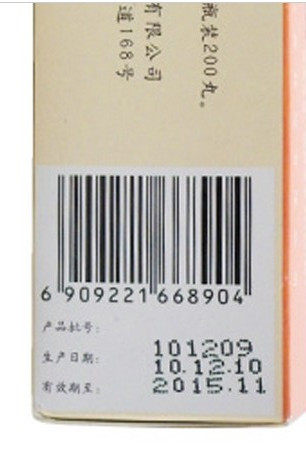 瓶装200丸。
有限公司
道168号
6 909221 668904
产品批号: 101209
生产日期: 10.12.10
有效期至: 2015.11